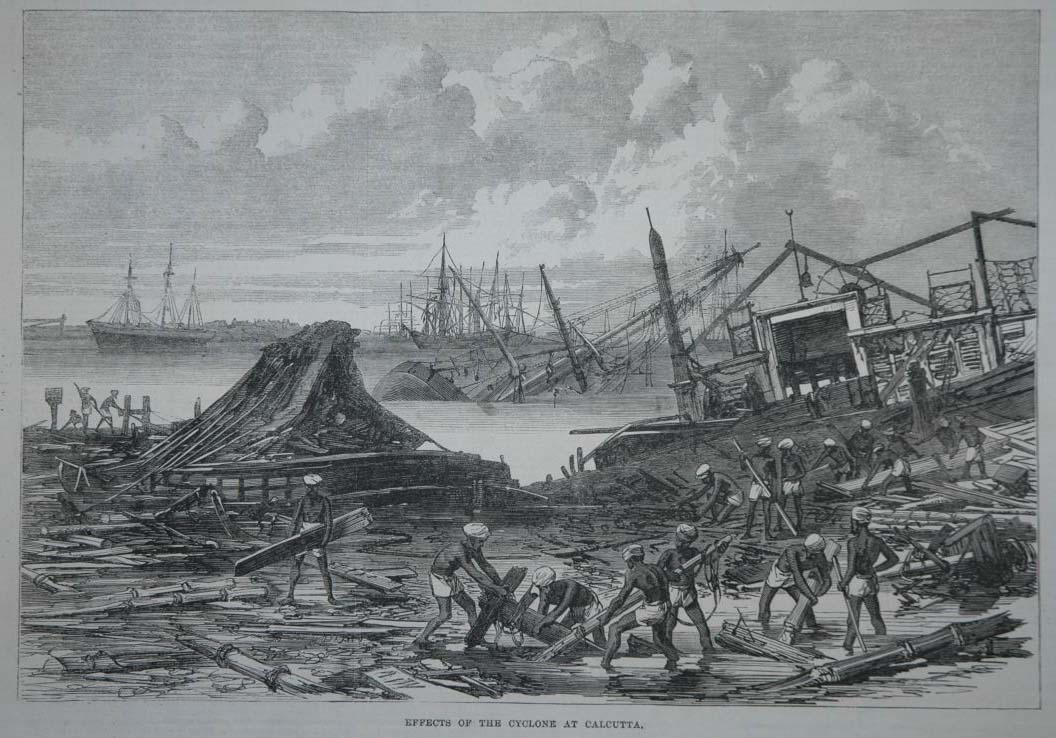 EFFECTS OF THE CYCLONE AT CALCUTTA.